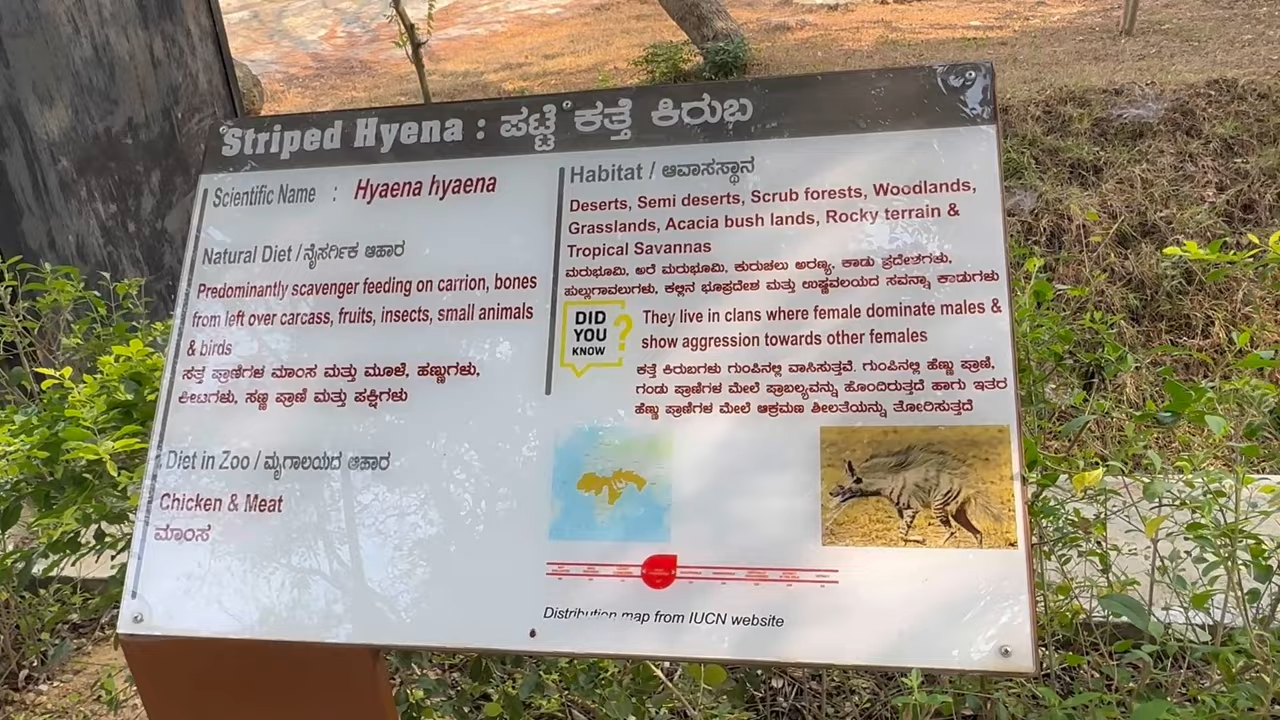 Striped Hyena : ಪಟ್ಟೆ ಕತ್ತೆ ಕಿರುಬ
Scientific Name : Hyaena hyaena
Natural Diet / ನೈಸರ್ಗಿಕ ಆಹಾರ
Predominantly scavenger feeding on carrion, bones
from left over carcass, fruits, insects, small animals
& birds
ಸತ್ತ ಪ್ರಾಣಿಗಳ ಮಾಂಸ ಮತ್ತು ಮೂಳೆ, ಹಣ್ಣುಗಳು,
ಕೀಟಗಳು, ಸಣ್ಣ ಪ್ರಾಣಿ ಮತ್ತು ಪಕ್ಷಿಗಳು
Diet in Zoo / ಮೃಗಾಲಯದ ಆಹಾರ
Chicken & Meat
ಮಾಂಸ
Habitat / ಆವಾಸಸ್ಥಾನ
Deserts, Semi deserts, Scrub forests, Woodlands,
Grasslands, Acacia bush lands, Rocky terrain &
Tropical Savannas
ಮರುಭೂಮಿ, ಅರೆ ಮರುಭೂಮಿ, ಕುರುಚಲು ಅರಣ್ಯ, ಕಾಡು ಪ್ರದೇಶಗಳು,
ಹುಲ್ಲುಗಾವಲುಗಳು, ಕಲ್ಲಿನ ಭೂಪ್ರದೇಶ ಮತ್ತು ಉಷ್ಣವಲಯದ ಸವನ್ನಾ ಕಾಡುಗಳು
DID
YOU
KNOW
?
They live in clans where female dominate males &
show aggression towards other females
ಕತ್ತೆ ಕಿರುಬಗಳು ಗುಂಪಿನಲ್ಲಿ ವಾಸಿಸುತ್ತವೆ. ಗುಂಪಿನಲ್ಲಿ ಹೆಣ್ಣು ಪ್ರಾಣಿ,
ಗಂಡು ಪ್ರಾಣಿಗಳ ಮೇಲೆ ಪ್ರಾಬಲ್ಯವನ್ನು ಹೊಂದಿರುತ್ತದೆ ಹಾಗು ಇತರ
ಹೆಣ್ಣು ಪ್ರಾಣಿಗಳ ಮೇಲೆ ಆಕ್ರಮಣ ಶೀಲತೆಯನ್ನು ತೋರಿಸುತ್ತದೆ
Distribution map from IUCN website